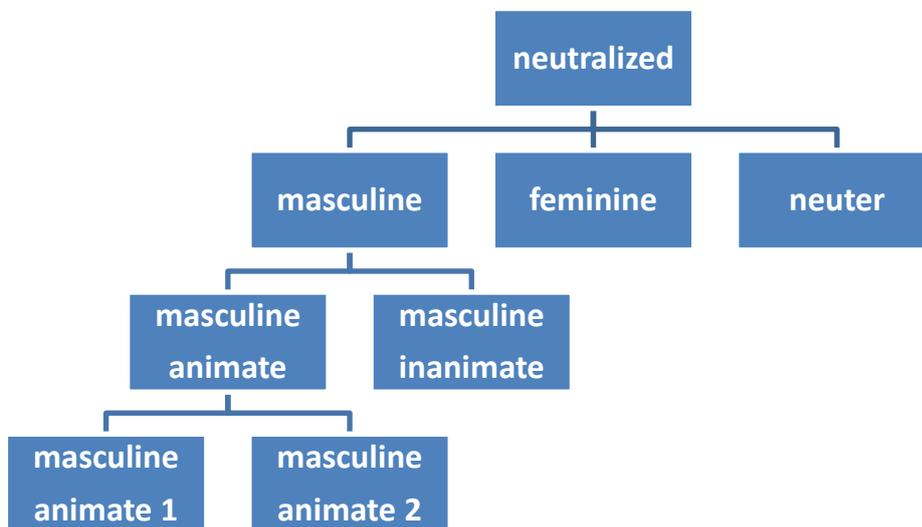 neutralized
masculine
feminine
neuter
masculine
animate
masculine
inanimate
masculine
animate 1
masculine
animate 2